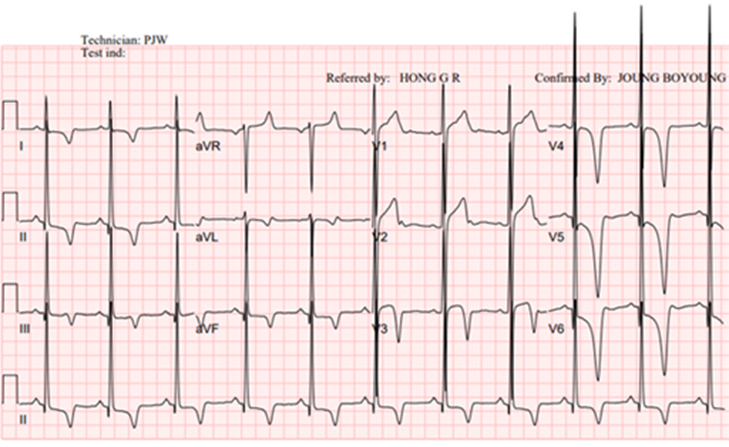 Technician: PJW
Test ind:
Referred by: HONG G R Confirmed By: JOUNG BOYOUNG
I aVR V1 V4
II aVL V2 V5
III aVF V3 V6
II